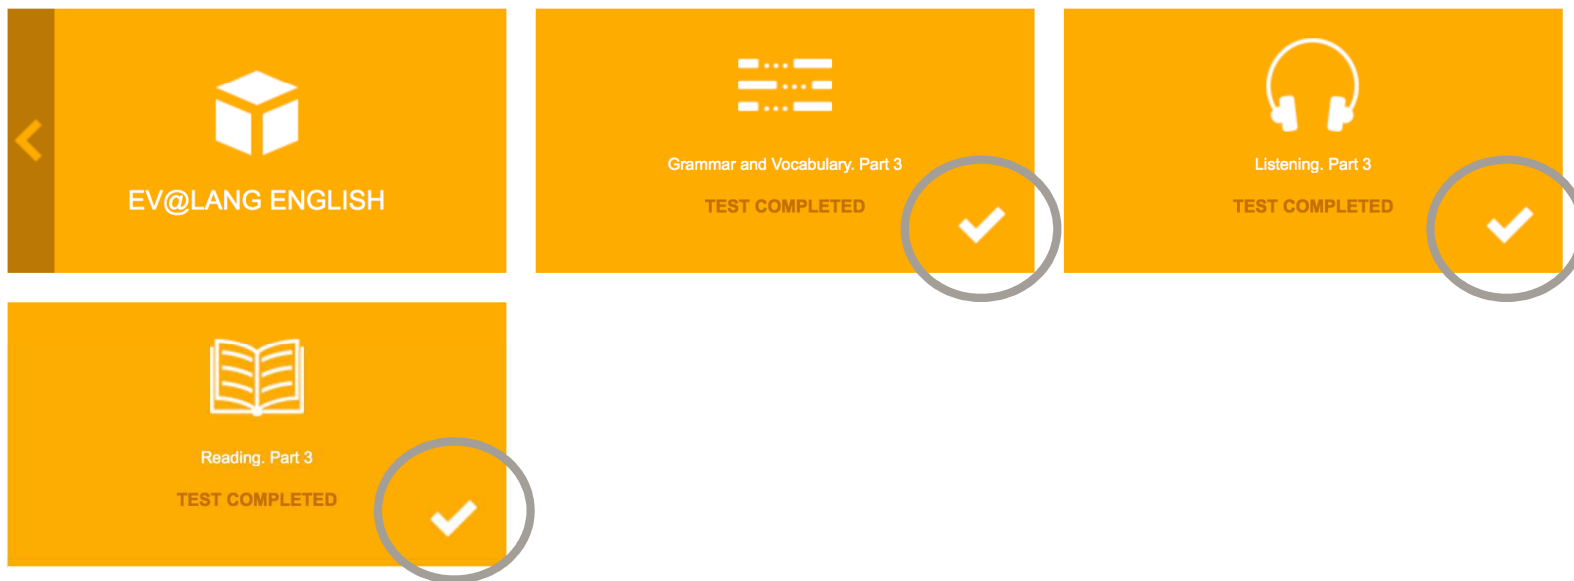 EV@LANG ENGLISH
Grammar and Vocabulary. Part 3
TEST COMPLETED
Listening. Part 3
TEST COMPLETED
Reading. Part 3
TEST COMPLETED